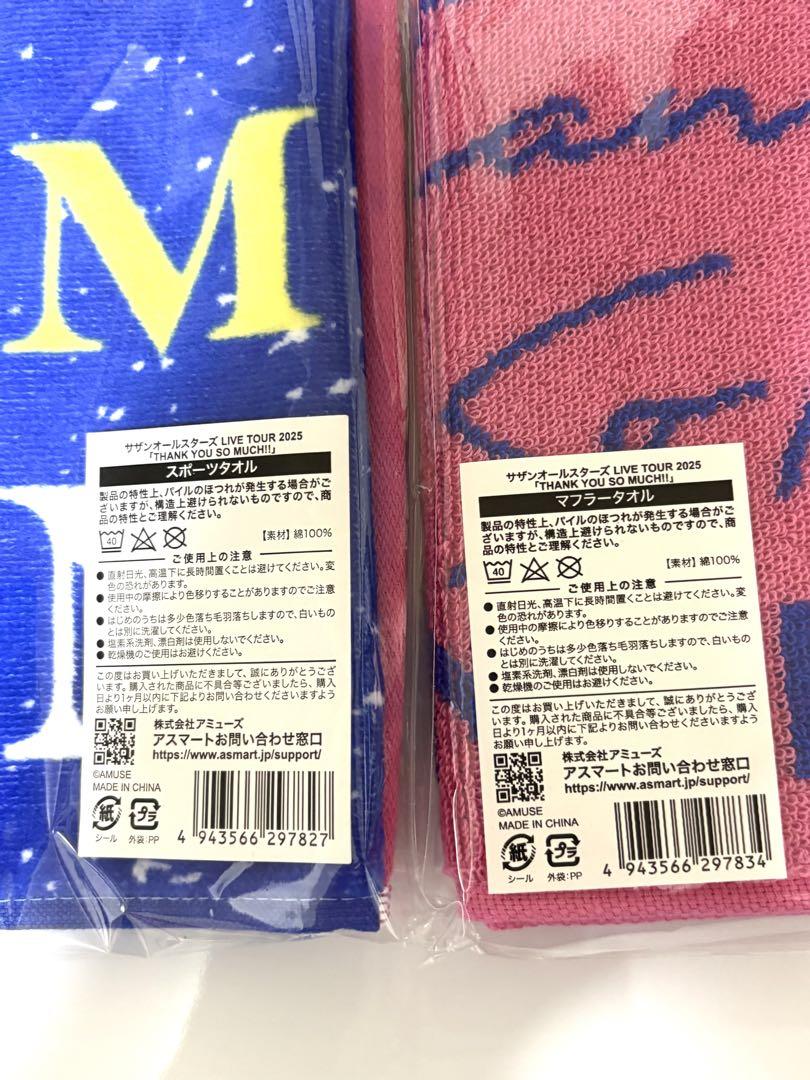 M
an
サザンオールスターズ LIVE TOUR 2025
「THANK YOU SO MUCH!!」
スポーツタオル
製品の特性上、パイルのほつれが発生する場合がご
ざいますが、構造上避けられないものですので、商
品の特性とご理解ください。
40
【素材】 綿100%
ご使用上の注意
●直射日光、高温下に長時間置くことは避けてください。変
色の恐れがあります。
●使用中の摩擦により色移りすることがありますのでご注意
ください。
●はじめのうちは多少色落ち毛羽落ちしますので、白いもの
とは別に洗濯してください。
●塩素系洗剤、漂白剤は使用しないでください。
●乾燥機のご使用はお避けください。
この度はお買い上げいただきまして、誠にありがとうござ
います。購入された商品に不具合等ございましたら、購入
日より1ヶ月以内に下記よりお問い合わせくださいますよう
お願い申し上げます。
株式会社アミューズ
アスマートお問い合わせ窓口
https://www.asmart.jp/support/
©AMUSE
MADE IN CHINA
紙
シール
プラ
外袋:PP
4 943566 297827
サザンオールスターズ LIVE TOUR 2025
「THANK YOU SO MUCH!!」
マフラータオル
製品の特性上、パイルのほつれが発生する場合がご
ざいますが、構造上避けられないものですので、商
品の特性とご理解ください。
40
【素材】 綿100%
ご使用上の注意
●直射日光、高温下に長時間置くことは避けてください。変
色の恐れがあります。
●使用中の摩擦により色移りすることがありますのでご注意
ください。
●はじめのうちは多少色落ち毛羽落ちしますので、白いもの
とは別に洗濯してください。
●塩素系洗剤、漂白剤は使用しないでください。
●乾燥機のご使用はお避けください。
この度はお買い上げいただきまして、誠にありがとうござ
います。購入された商品に不具合等ございましたら、購入
日より1ヶ月以内に下記よりお問い合わせくださいますよう
お願い申し上げます。
株式会社アミューズ
アスマートお問い合わせ窓口
https://www.asmart.jp/support/
©AMUSE
MADE IN CHINA
紙
シール
プラ
外袋:PP
4 943566 297834